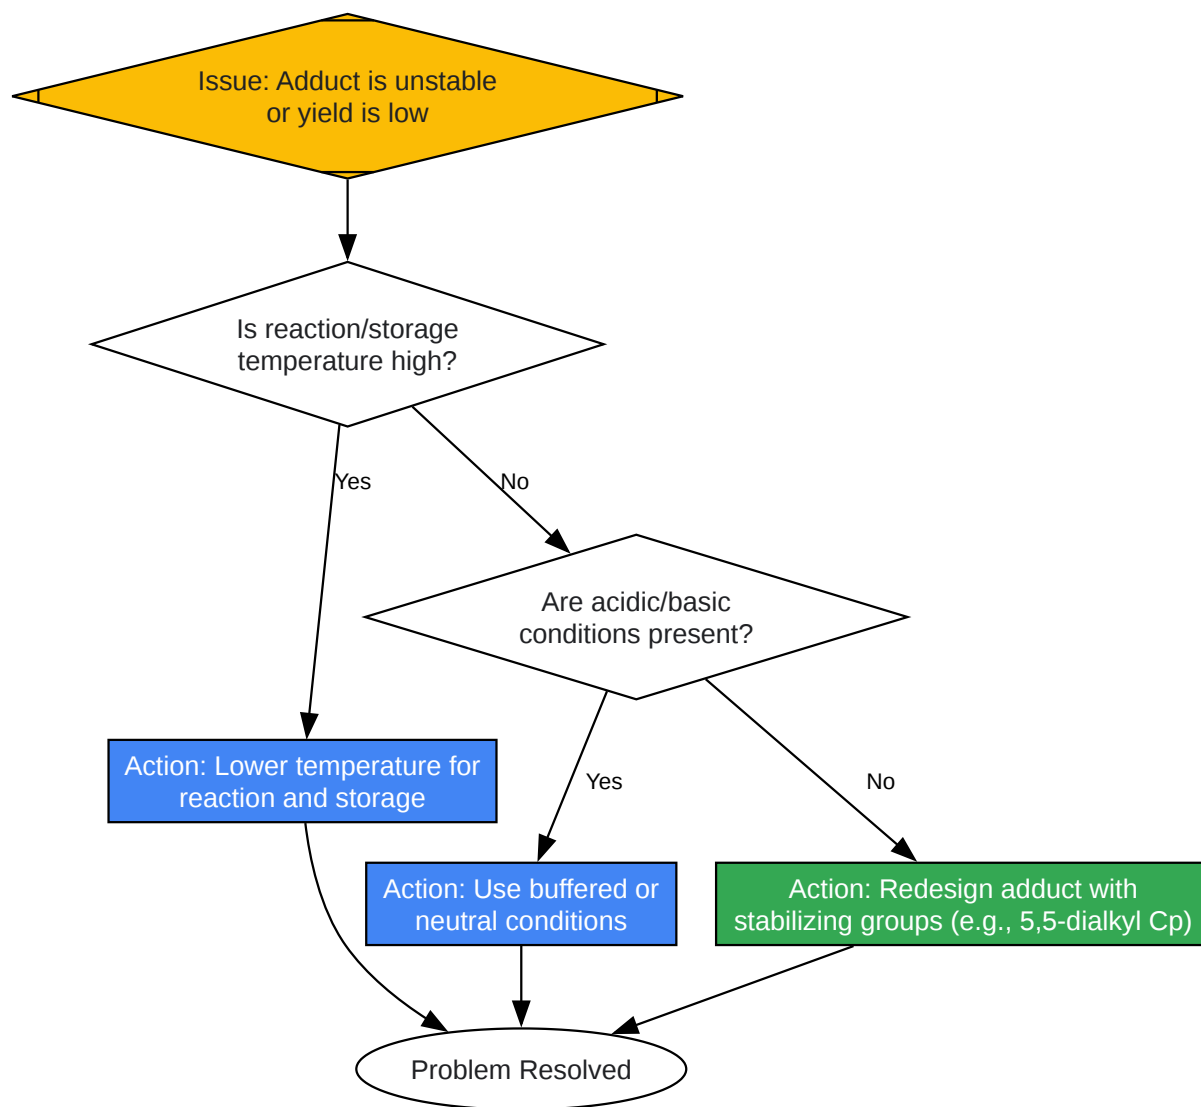 Issue: Adduct is unstable
or yield is low
Is reaction/storage
temperature high?
Yes
No
Are acidic/basic
conditions present?
Action: Lower temperature for
reaction and storage
Yes
No
Action: Use buffered or
neutral conditions
Action: Redesign adduct with
stabilizing groups (e.g., 5,5-dialkyl Cp)
Problem Resolved